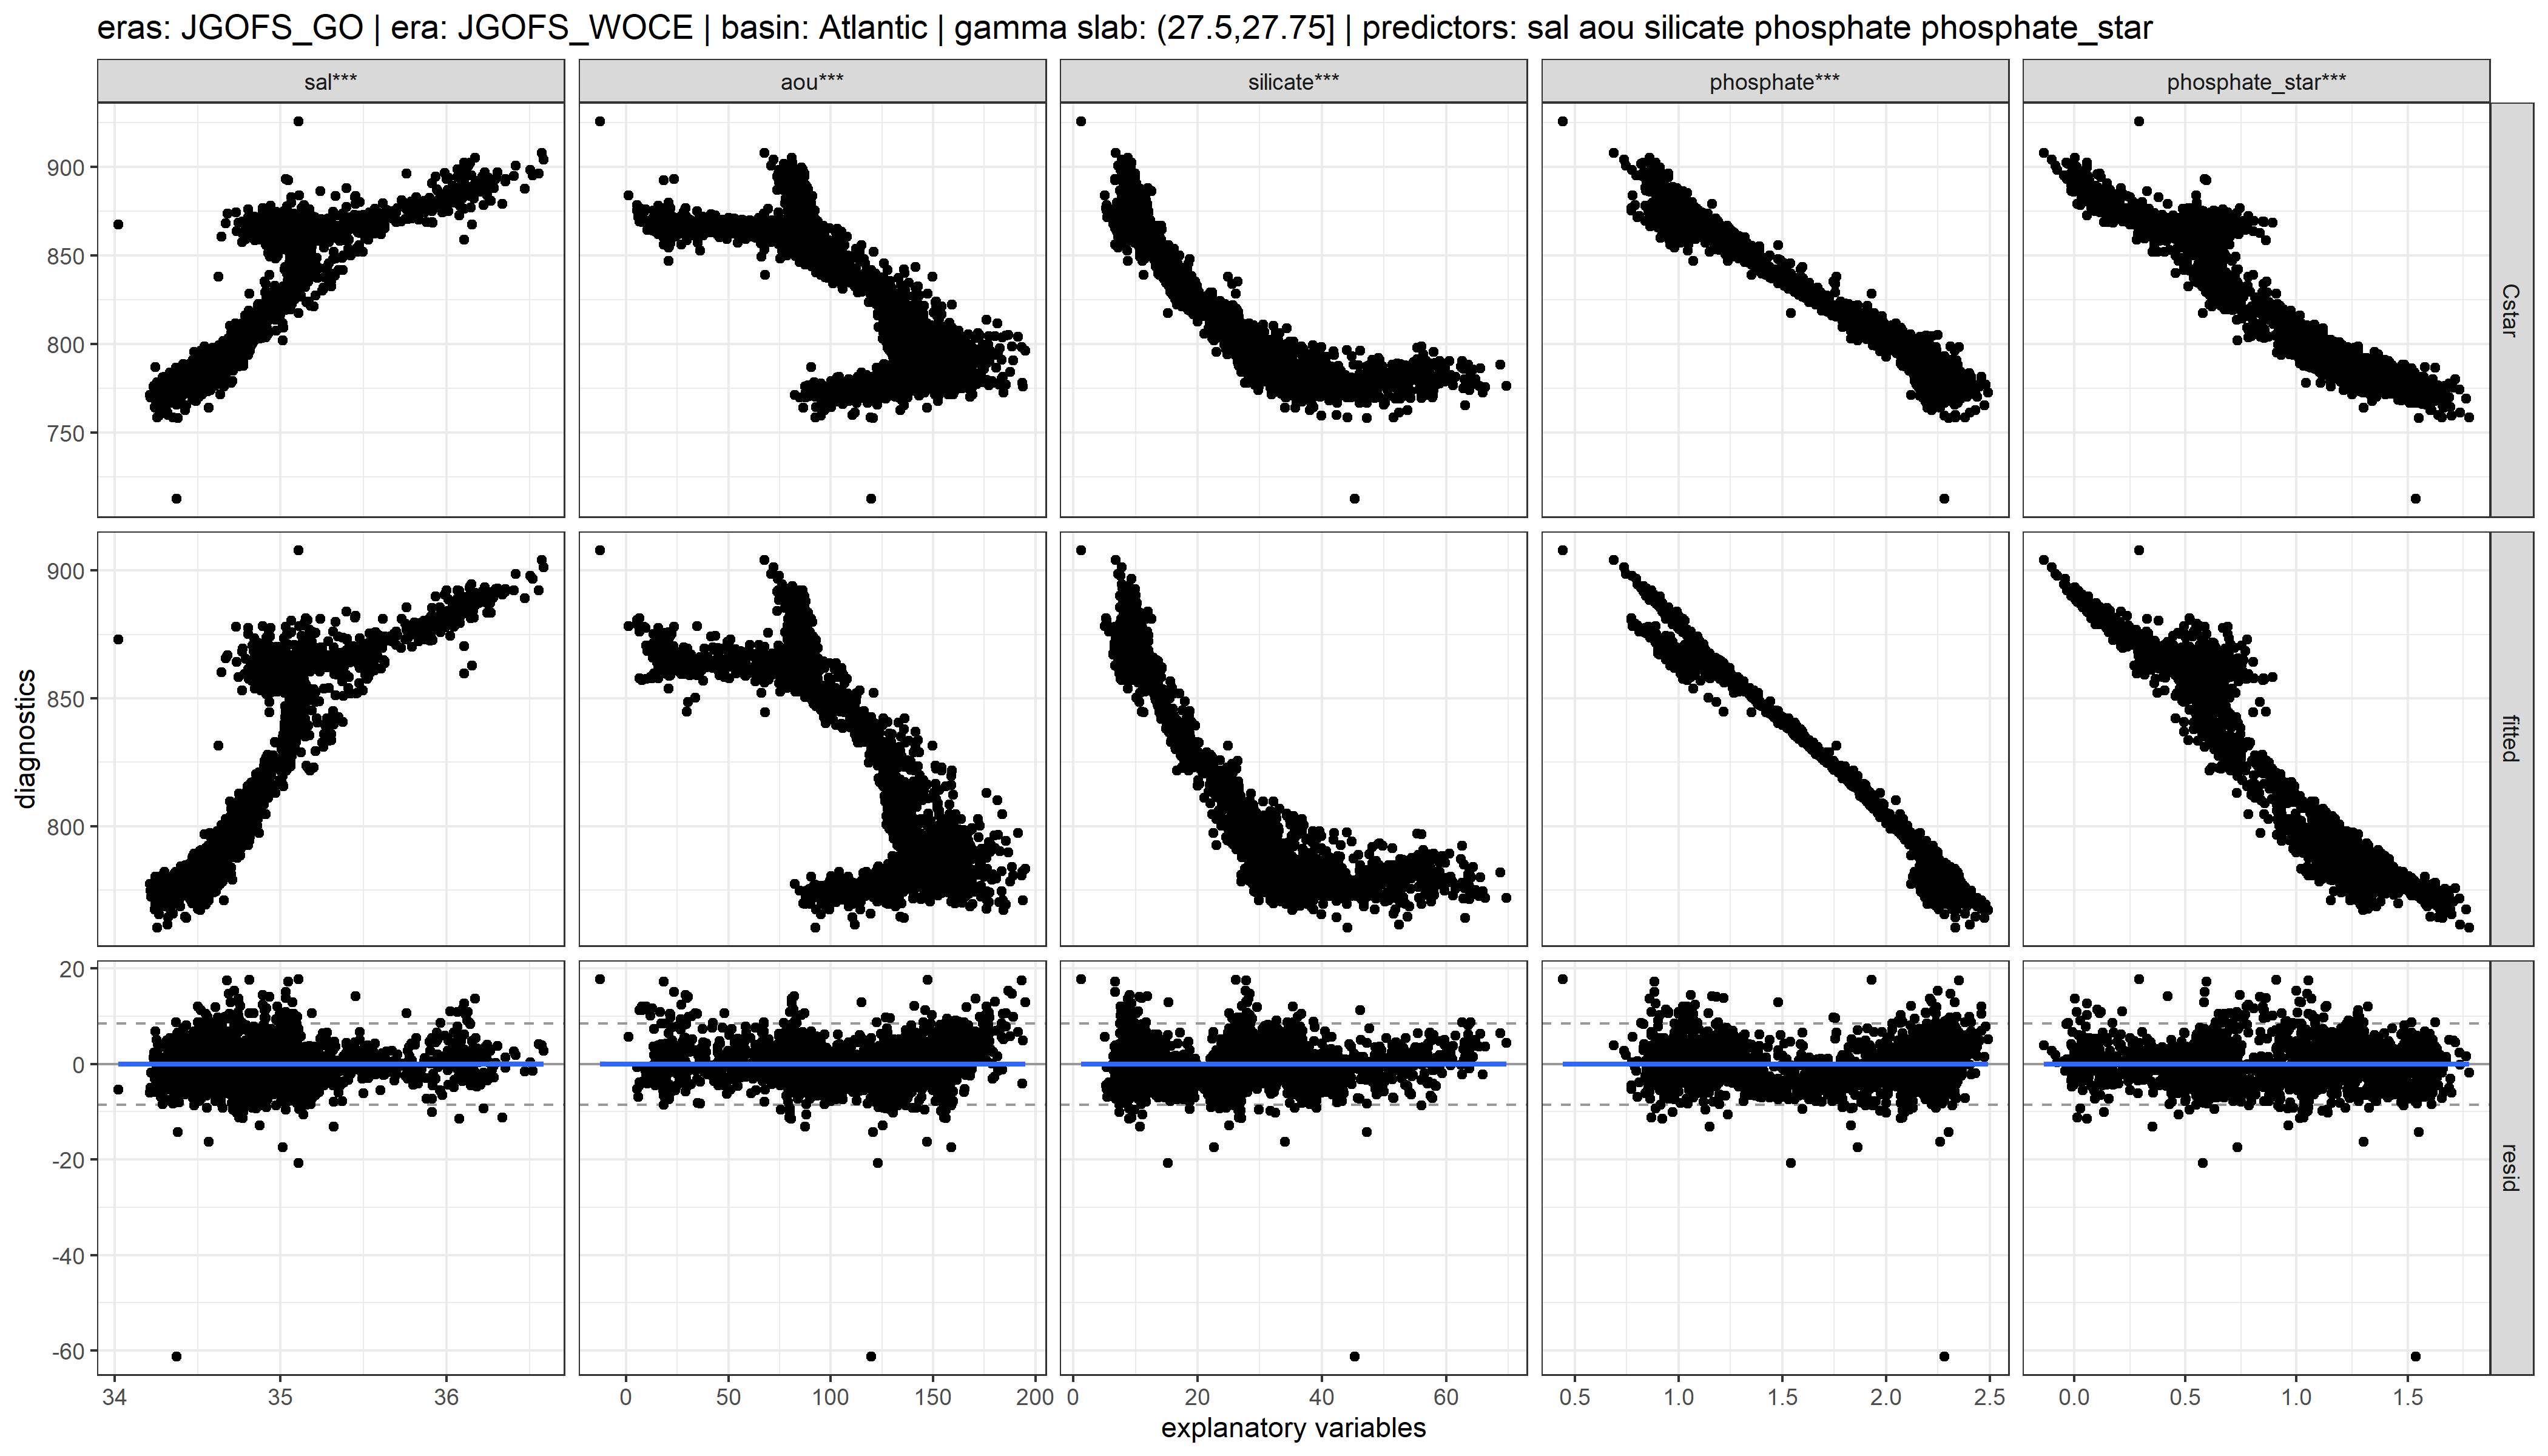 eras: JGOFS_GO | era: JGOFS_WOCE | basin: Atlantic | gamma slab: (27.5,27.75] | predictors: sal aou silicate phosphate phosphate_star
sal*** aou*** silicate*** phosphate*** phosphate_star***
900
850
800
750
Cstar
900
850
800
fitted
diagnostics
20
0
-20
-40
-60
resid
34 35 36 0 50 100 150 200 0 20 40 60 0.5 1.0 1.5 2.0 2.5 0.0 0.5 1.0 1.5
explanatory variables